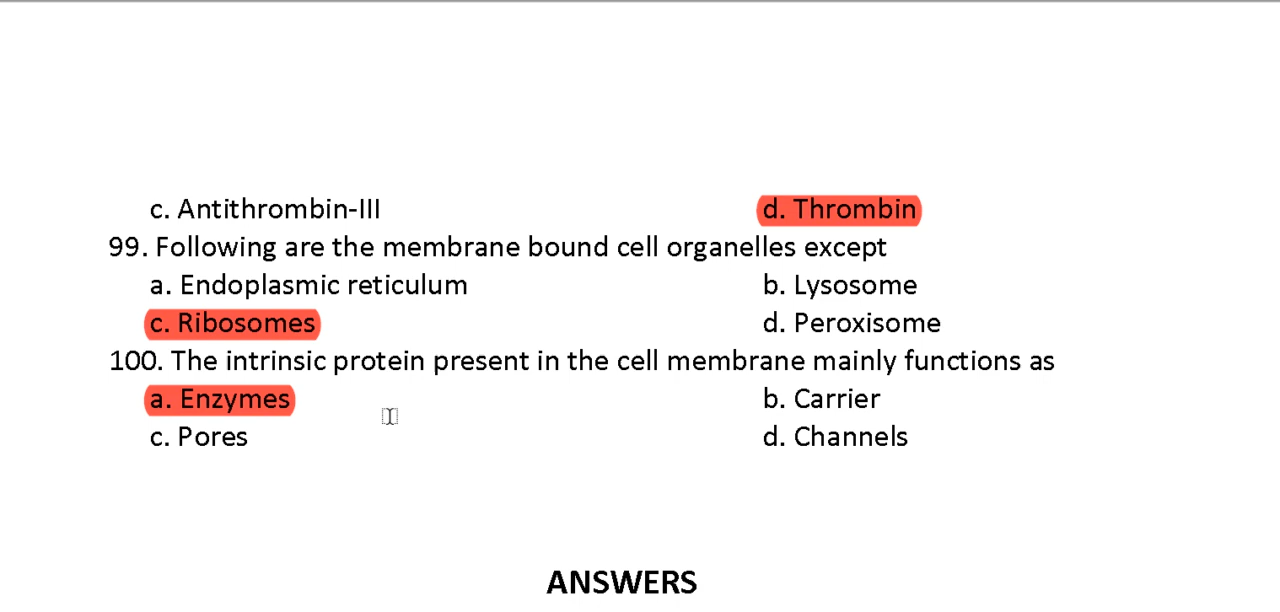 c. Antithrombin-III d. Thrombin
99. Following are the membrane bound cell organelles except
a. Endoplasmic reticulum b. Lysosome
c. Ribosomes d. Peroxisome
100. The intrinsic protein present in the cell membrane mainly functions as
a. Enzymes b. Carrier
c. Pores d. Channels
ANSWERS